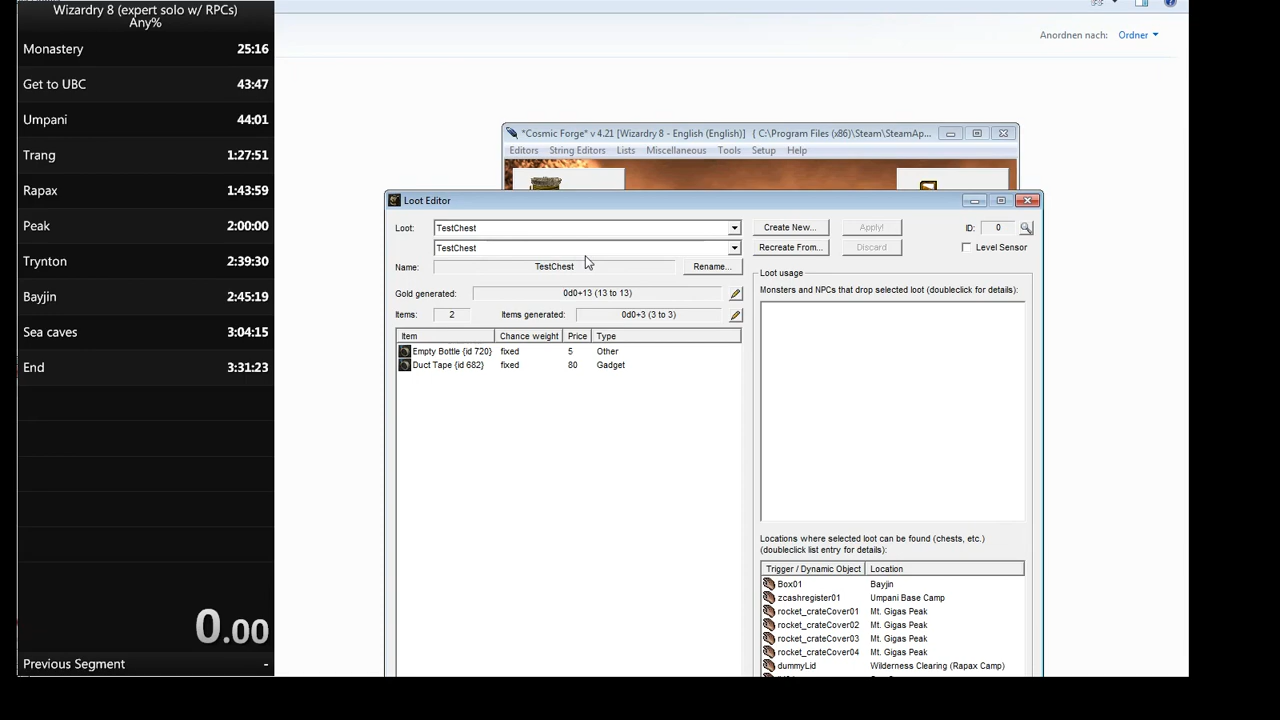 Wizardry 8 (expert solo w/ RPCs)
Any%
Monastery 25:16
Get to UBC 43:47
Umpani 44:01
Trang 1:27:51
Rapax 1:43:59
Peak 2:00:00
Trynton 2:39:30
Bayjin 2:45:19
Sea caves 3:04:15
End 3:31:23
0.00
Previous Segment -
Anordnen nach: Ordner
*Cosmic Forge* v 4.21 [Wizardry 8 - English (English)] { C:\Program Files (x86)\Steam\SteamAp...
Editors String Editors Lists Miscellaneous Tools Setup Help
Loot Editor
Loot: TestChest Create New... Apply! ID: 0
TestChest Recreate From... Discard Level Sensor
Name: TestChest Rename...
Gold generated: 0d0+13 (13 to 13)
Items: 2 Items generated: 0d0+3 (3 to 3)
Item Chance weight Price Type
Empty Bottle {id 720} fixed 5 Other
Duct Tape {id 682} fixed 80 Gadget
Loot usage
Monsters and NPCs that drop selected loot (doubleclick for details):
Locations where selected loot can be found (chests, etc.)
(doubleclick list entry for details):
Trigger / Dynamic Object Location
Box01 Bayjin
zcashregister01 Umpani Base Camp
rocket_crateCover01 Mt. Gigas Peak
rocket_crateCover02 Mt. Gigas Peak
rocket_crateCover03 Mt. Gigas Peak
rocket_crateCover04 Mt. Gigas Peak
dummyLid Wilderness Clearing (Rapax Camp)